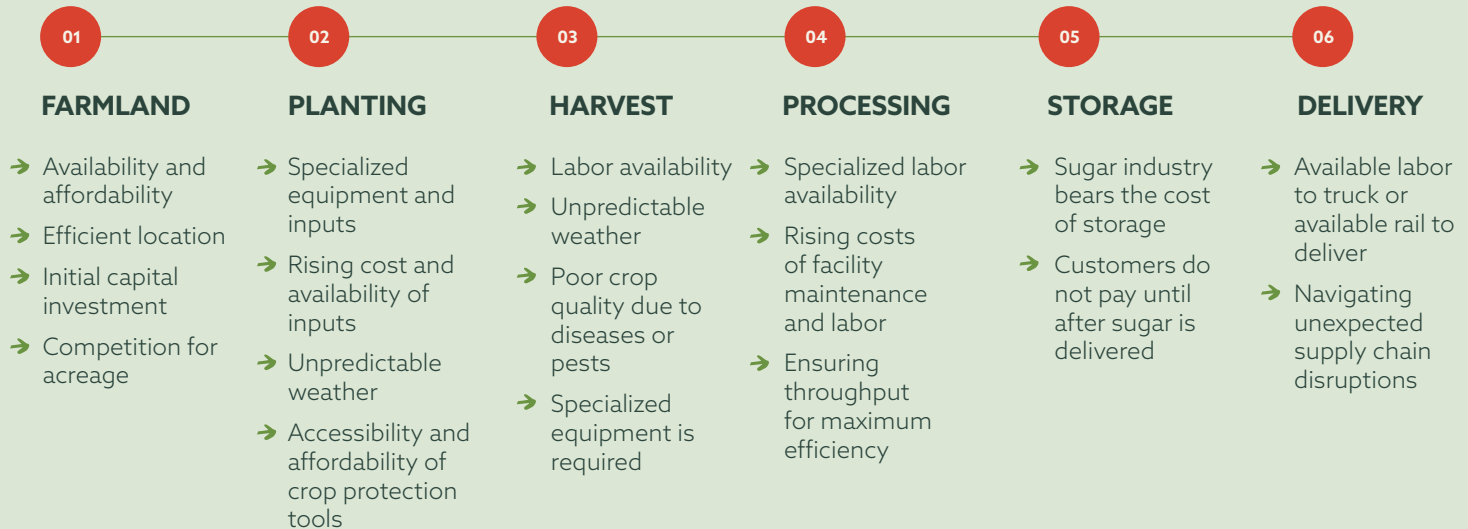 01
FARMLAND
Availability and
affordability
Efficient location
Initial capital
investment
Competition for
acreage
02
PLANTING
Specialized
equipment and
inputs
Rising cost and
availability of
inputs
Unpredictable
weather
Accessibility and
affordability of
crop protection
tools
03
HARVEST
Labor availability
Unpredictable
weather
Poor crop
quality due to
diseases or
pests
Specialized
equipment is
required
04
PROCESSING
Specialized labor
availability
Rising costs
of facility
maintenance
and labor
Ensuring
throughput
for maximum
efficiency
05
STORAGE
Sugar industry
bears the cost
of storage
Customers do
not pay until
after sugar is
delivered
06
DELIVERY
Available labor
to truck or
available rail to
deliver
Navigating
unexpected
supply chain
disruptions